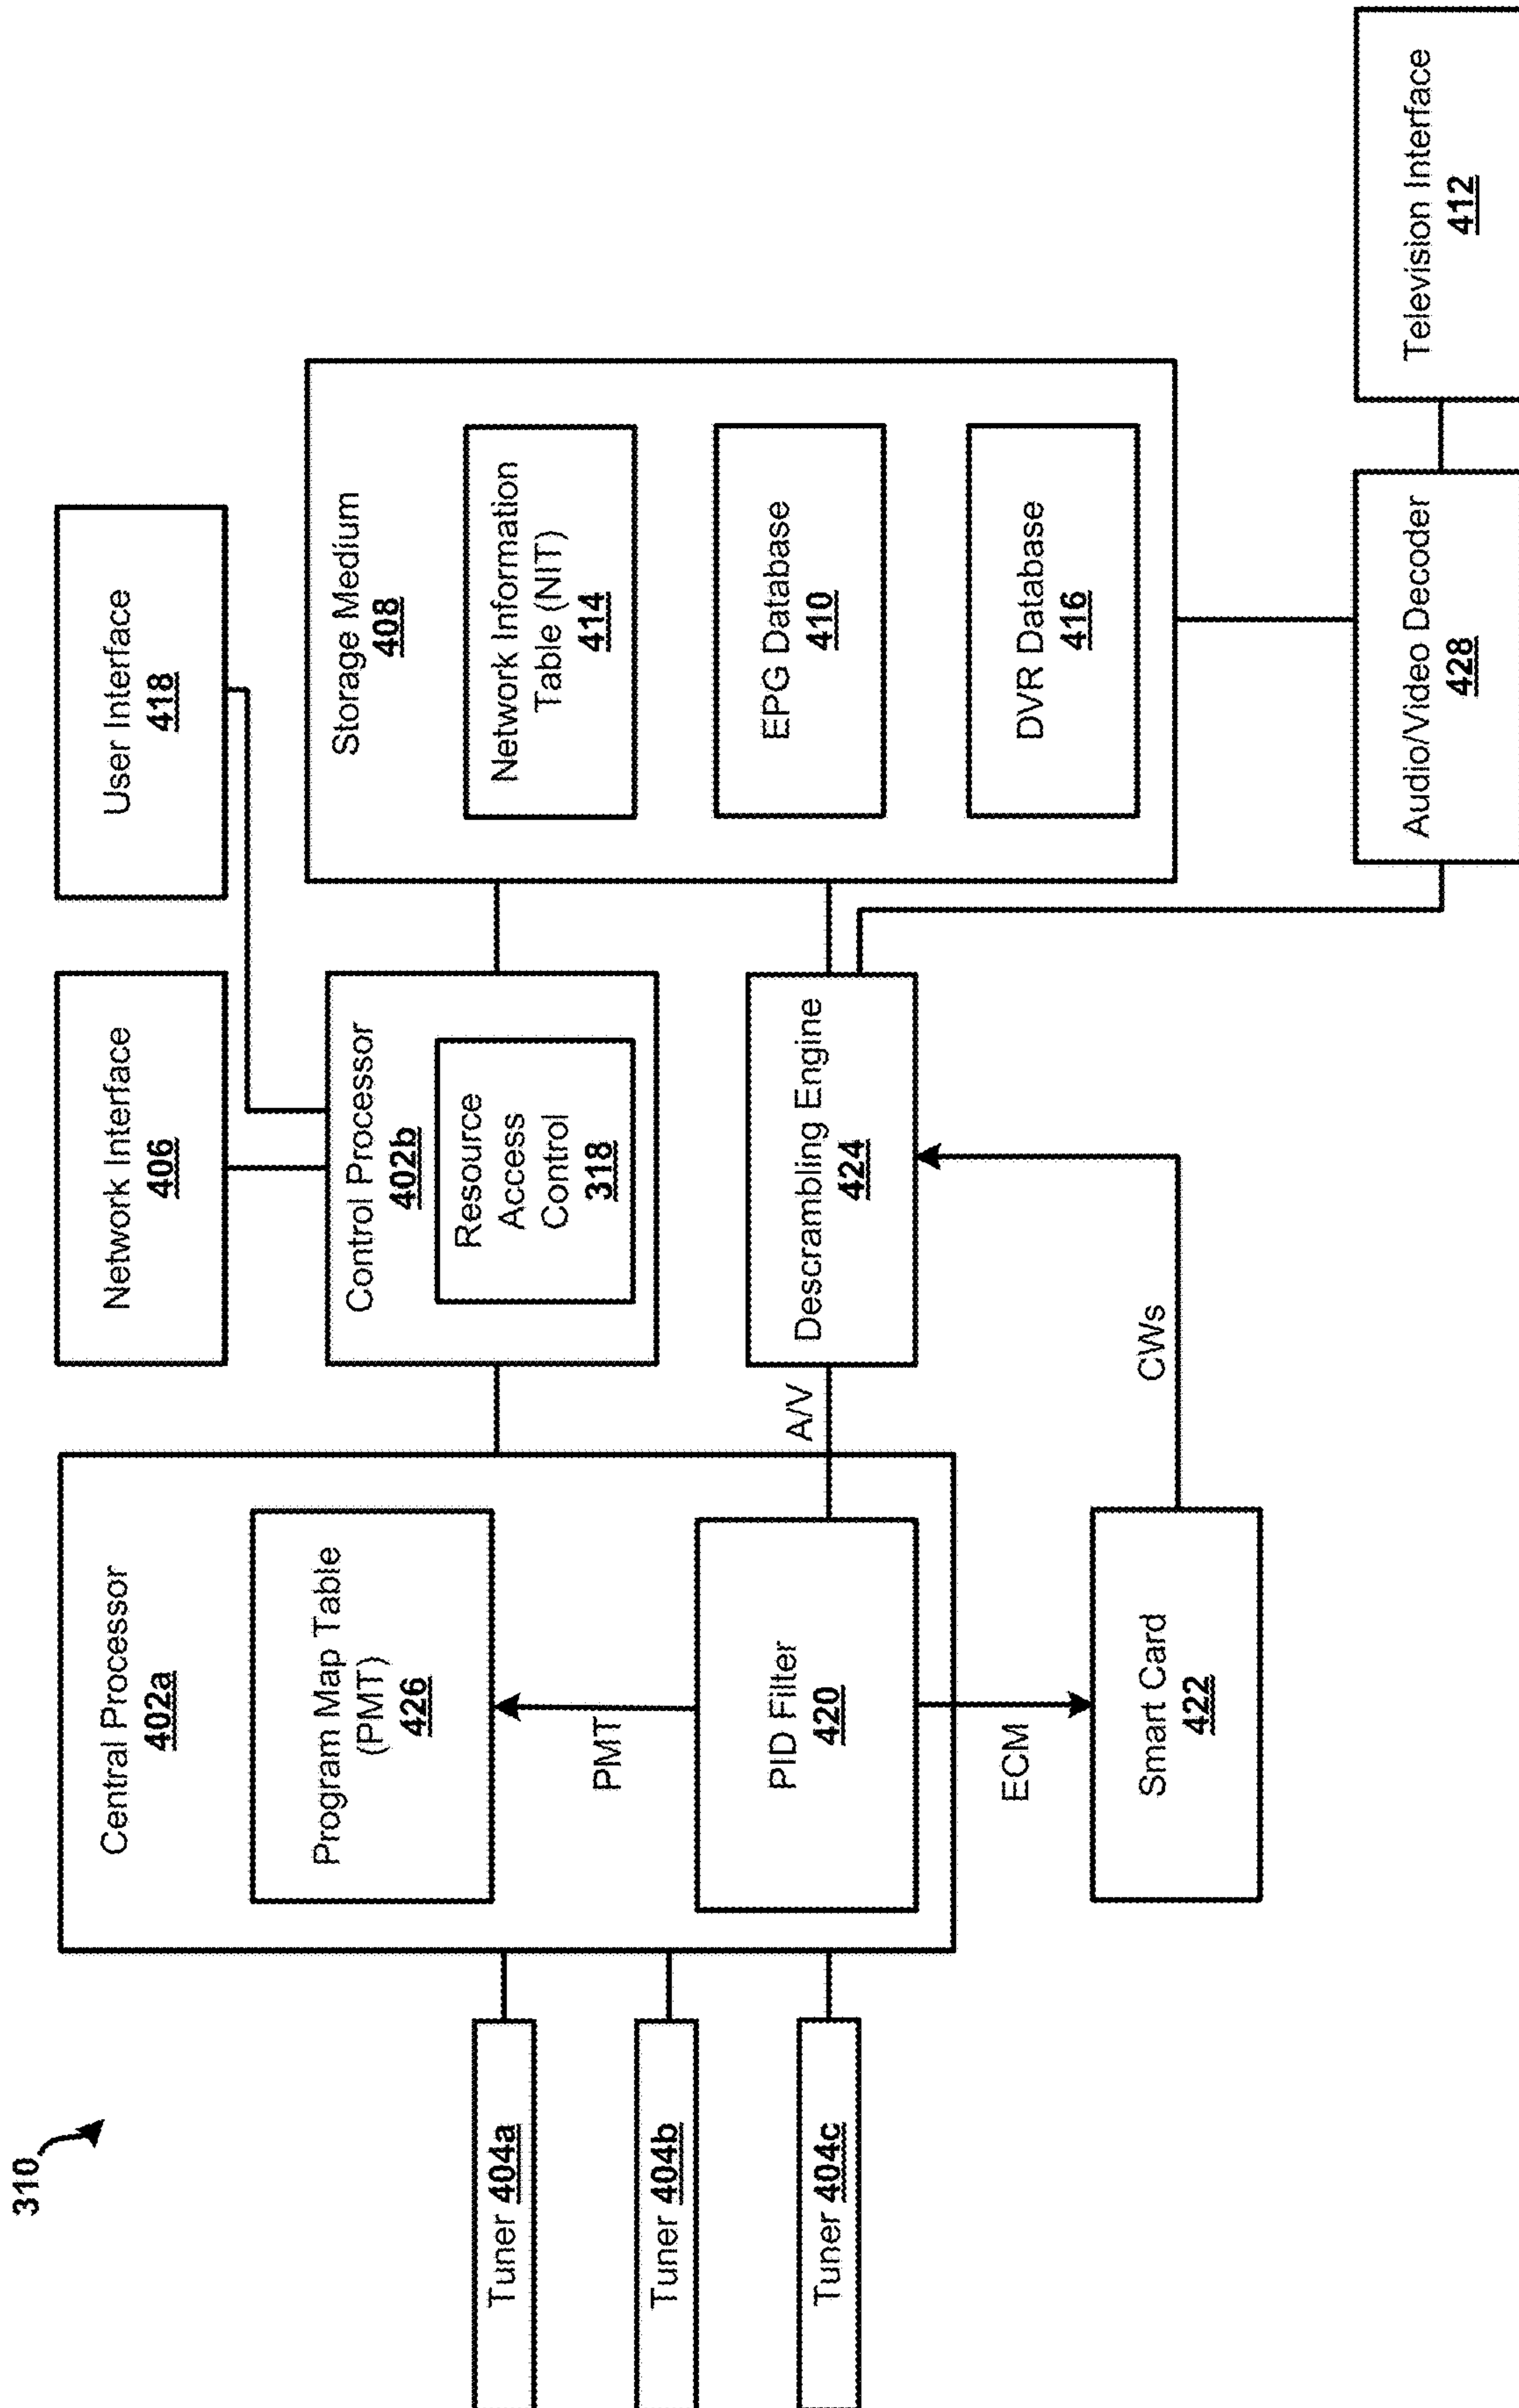 310
Tuner 404a
Tuner 404b
Tuner 404c
Central Processor
402a
Program Map Table
(PMT)
426
PMT
PID Filter
420
ECM
A/V
Smart Card
422
CWs
Network Interface
406
Control Processor
402b
Resource
Access
Control
318
Descrambling Engine
424
User Interface
418
Storage Medium
408
Network Information
Table (NIT)
414
EPG Database
410
DVR Database
416
Audio/Video Decoder
428
Television Interface
412